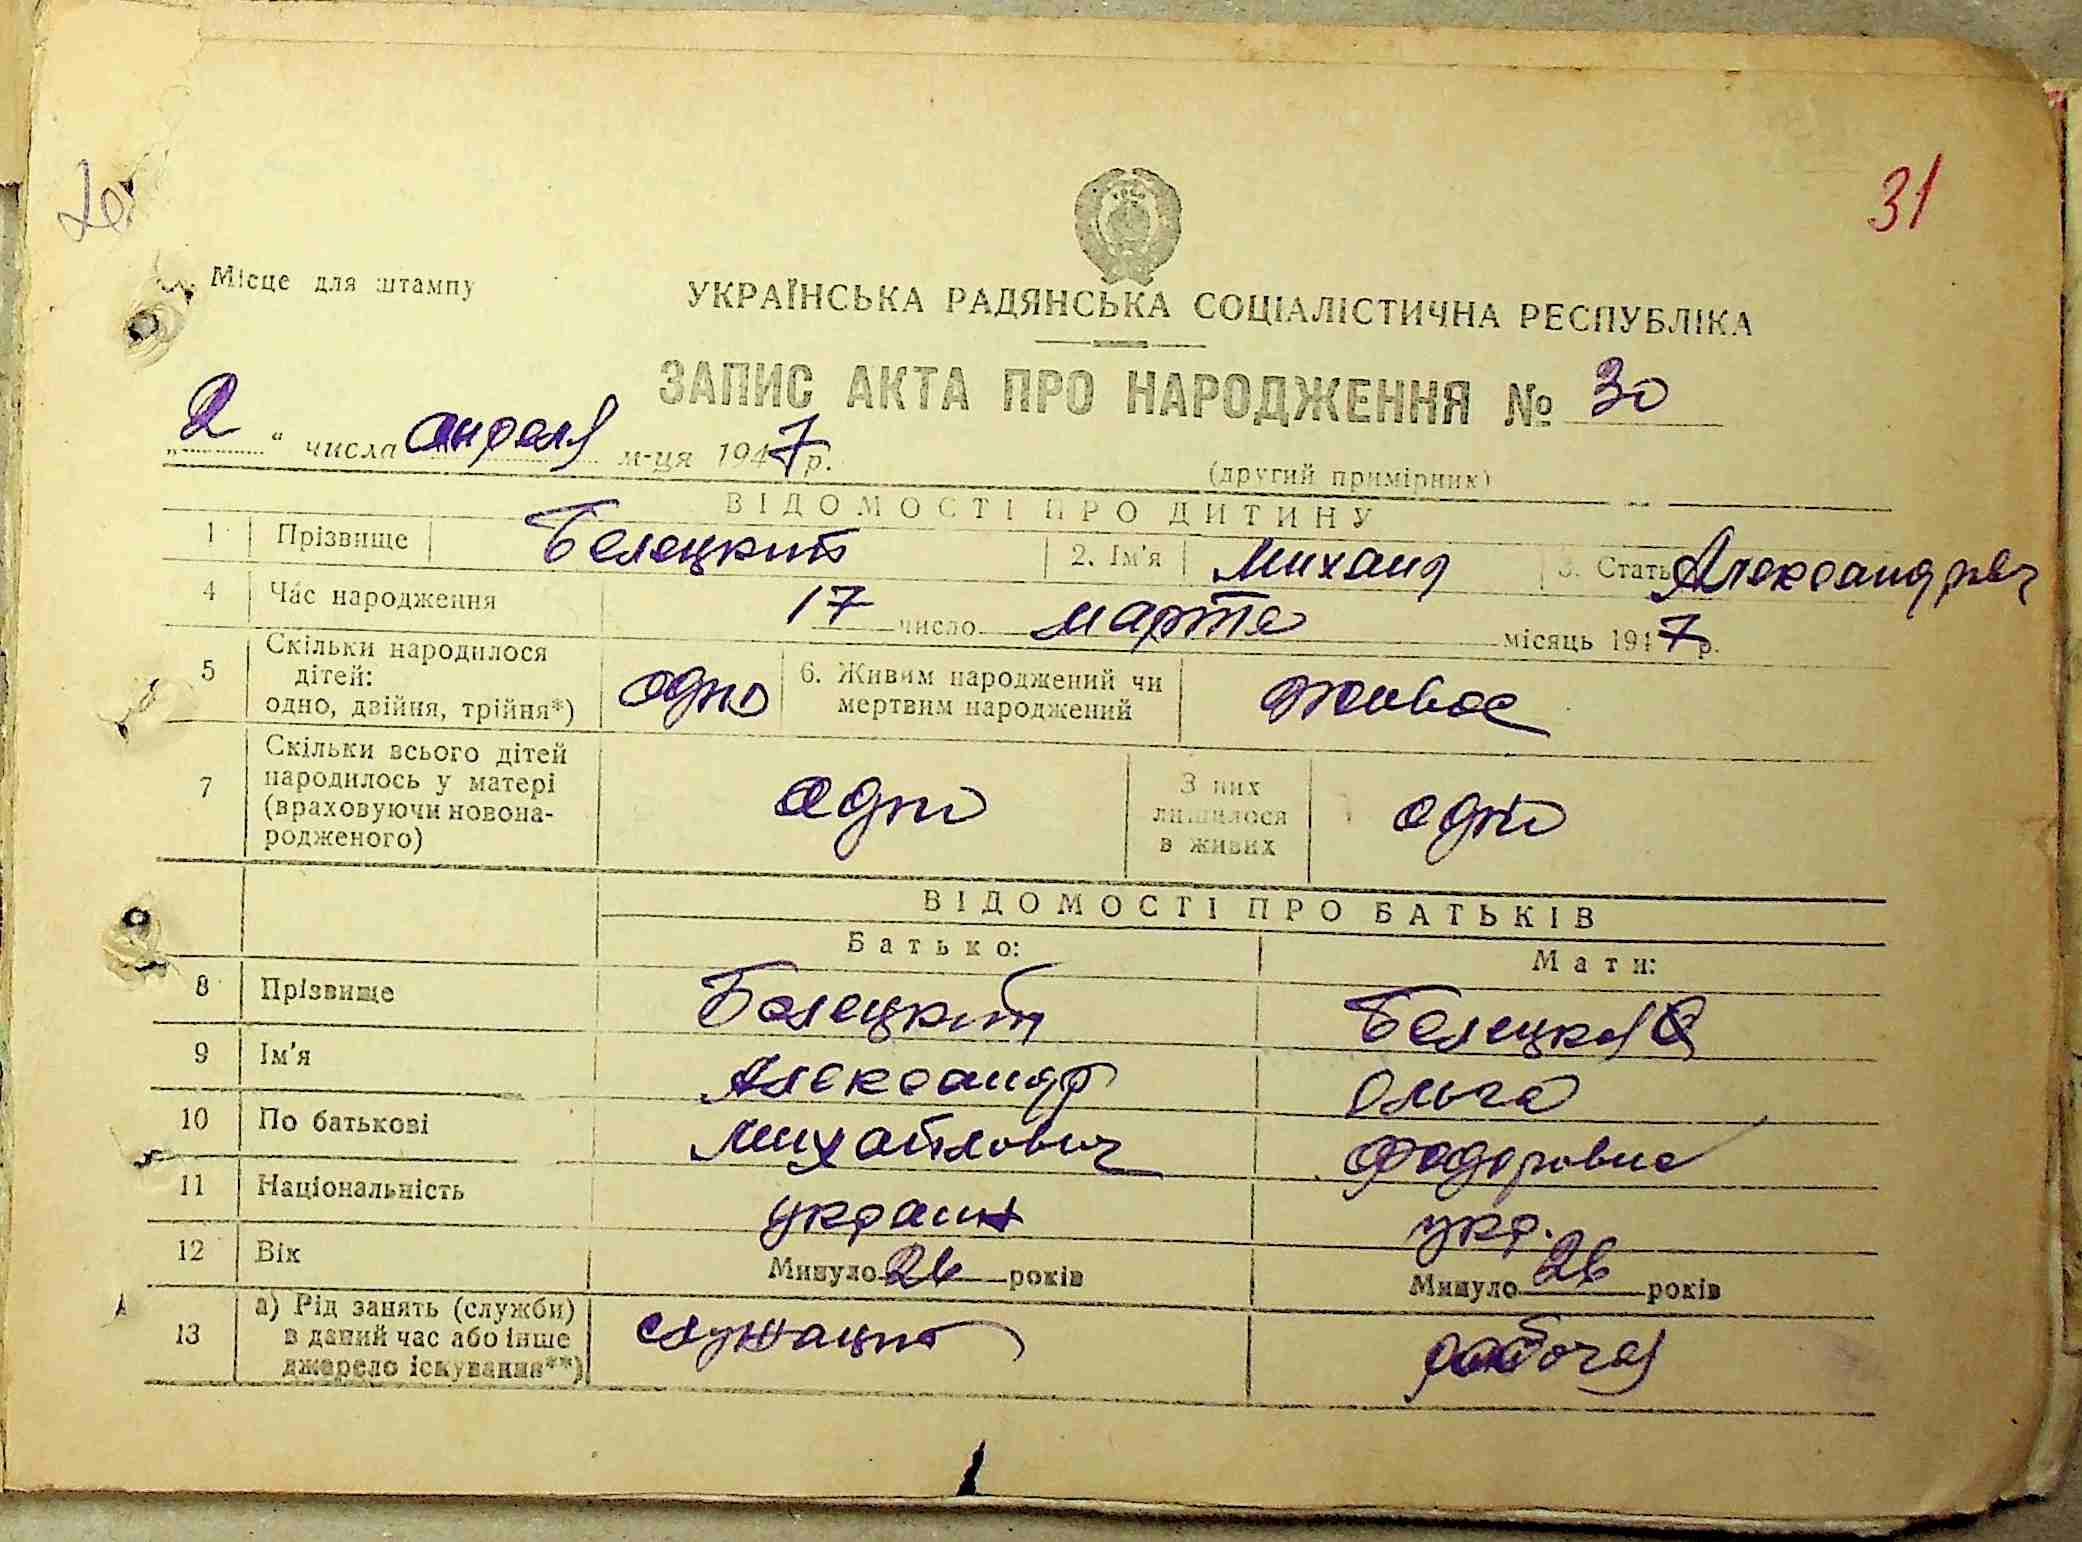 31
Місце для штампу
УКРАЇНСЬКА РАДЯНСЬКА СОЦІАЛІСТИЧНА РЕСПУБЛІКА
ЗАПИС АКТА ПРО НАРОДЖЕННЯ № 30
„2“ числа апреля м-ця 1947 р.
(другий примірник)
ВІДОМОСТІ ПРО ДИТИНУ
1 Прізвище Белецкий 2. Ім'я Михаил 3. Стать Александрович
4 Час народження 17 число марта місяць 1947 р.
5 Скільки народилося дітей: одно, двійня, трійня*) одно 6. Живим народжений чи мертвим народжений живое
7 Скільки всього дітей народилось у матері (враховуючи новонародженого) одно З них лишилося в живих одно
ВІДОМОСТІ ПРО БАТЬКІВ
Батько: Мати:
8 Прізвище Белецкий Белецкая
9 Ім'я Александр Ольга
10 По батькові Михайлович Федоровна
11 Національність украин укр.
12 Вік Минуло 26 років Минуло 26 років
13 а) Рід занять (служби) в даний час або інше джерело існування**) служащий рабочая